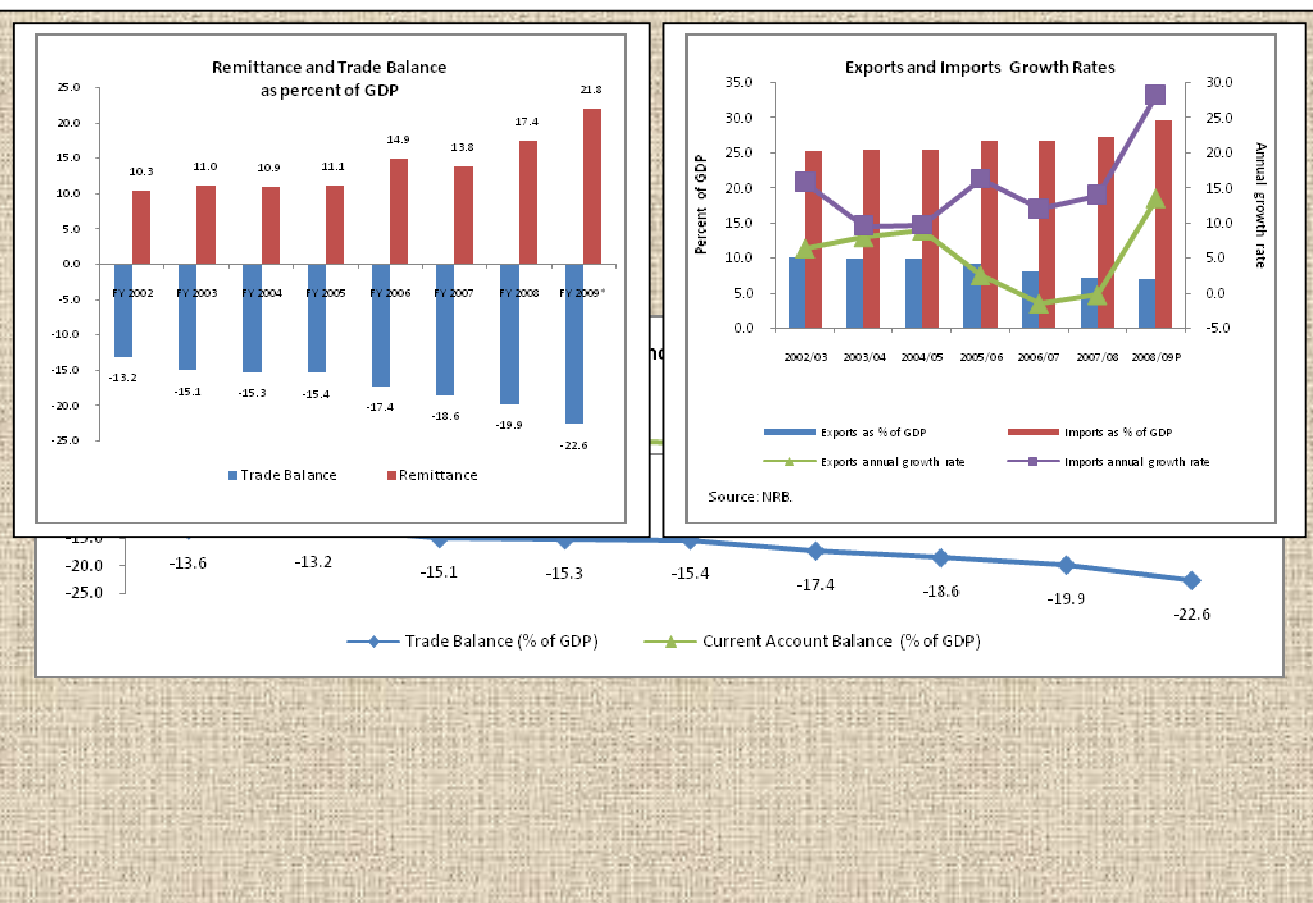 Remittance and Trade Balance
as percent of GDP
25.0
20.0
15.0
10.0
5.0
0.0
-5.0
-10.0
-15.0
-20.0
-25.0
10.3
11.0
10.9
11.1
14.9
13.8
17.4
21.8
FY 2002
FY 2003
FY 2004
FY 2005
FY 2006
FY 2007
FY 2008
FY 2009*
-13.2
-15.1
-15.3
-15.4
-17.4
-18.6
-19.9
-22.6
Trade Balance
Remittance
Exports and Imports Growth Rates
Percent of GDP
35.0
30.0
25.0
20.0
15.0
10.0
5.0
0.0
30.0
25.0
20.0
15.0
10.0
5.0
0.0
-5.0
Annual growth rate
2002/03
2003/04
2004/05
2005/06
2006/07
2007/08
2008/09P
Exports as % of GDP
Imports as % of GDP
Exports annual growth rate
Imports annual growth rate
Source: NRB.
-20.0
-25.0
-13.6
-13.2
-15.1
-15.3
-15.4
-17.4
-18.6
-19.9
-22.6
Trade Balance (% of GDP)
Current Account Balance (% of GDP)